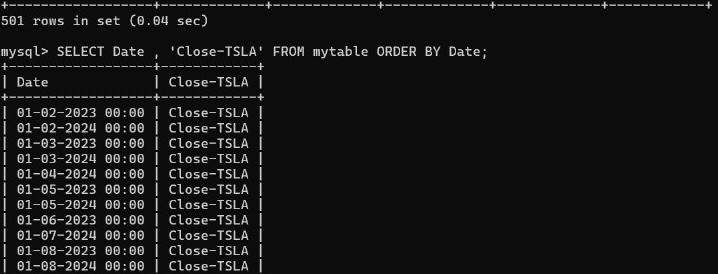 +------------------+--------------+--------------+--------------+--------------+--------------+
501 rows in set (0.04 sec)
mysql> SELECT Date , 'Close-TSLA' FROM mytable ORDER BY Date;
+------------------+------------+
| Date             | Close-TSLA |
+------------------+------------+
| 01-02-2023 00:00 | Close-TSLA |
| 01-02-2024 00:00 | Close-TSLA |
| 01-03-2023 00:00 | Close-TSLA |
| 01-03-2024 00:00 | Close-TSLA |
| 01-04-2024 00:00 | Close-TSLA |
| 01-05-2023 00:00 | Close-TSLA |
| 01-05-2024 00:00 | Close-TSLA |
| 01-06-2023 00:00 | Close-TSLA |
| 01-07-2024 00:00 | Close-TSLA |
| 01-08-2023 00:00 | Close-TSLA |
| 01-08-2024 00:00 | Close-TSLA |